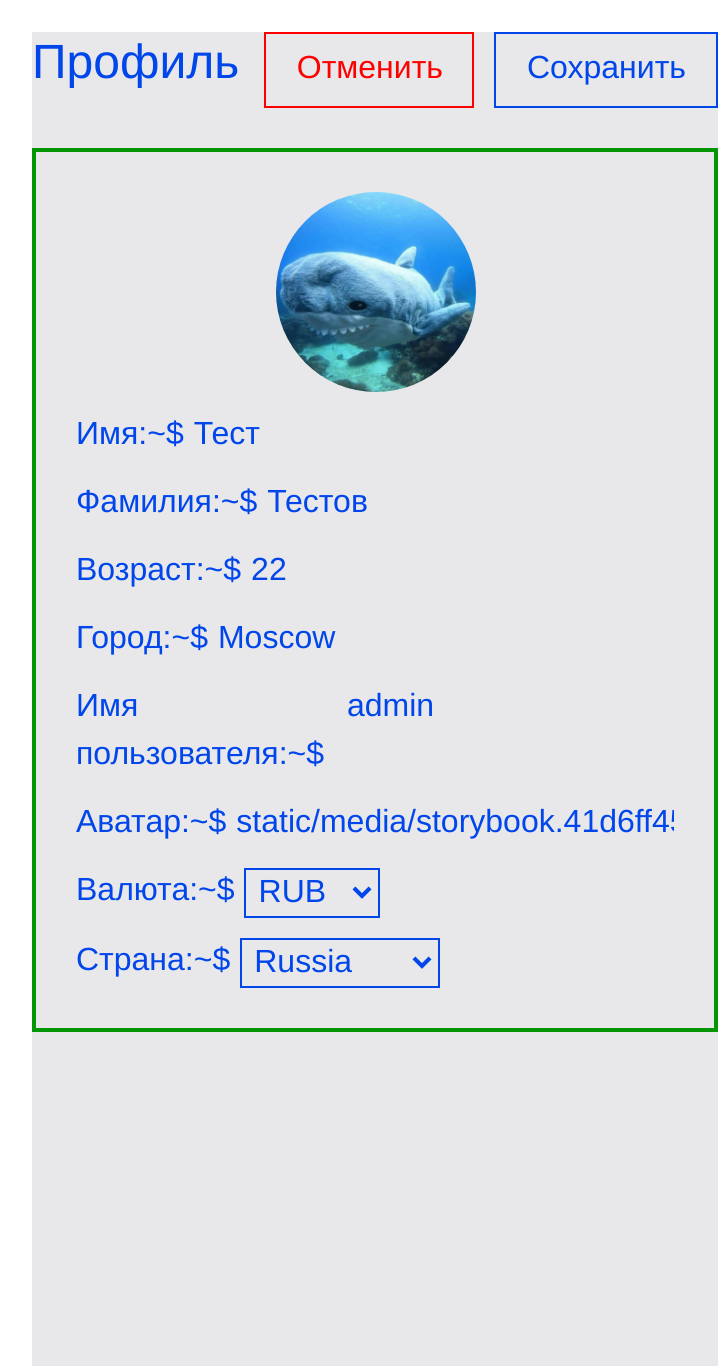 Профиль
Отменить
Сохранить
Имя:~$ Тест
Фамилия:~$ Тестов
Возраст:~$ 22
Город:~$ Moscow
Имя пользователя:~$ admin
Аватар:~$ static/media/storybook.41d6ff4
Валюта:~$ RUB
Страна:~$ Russia